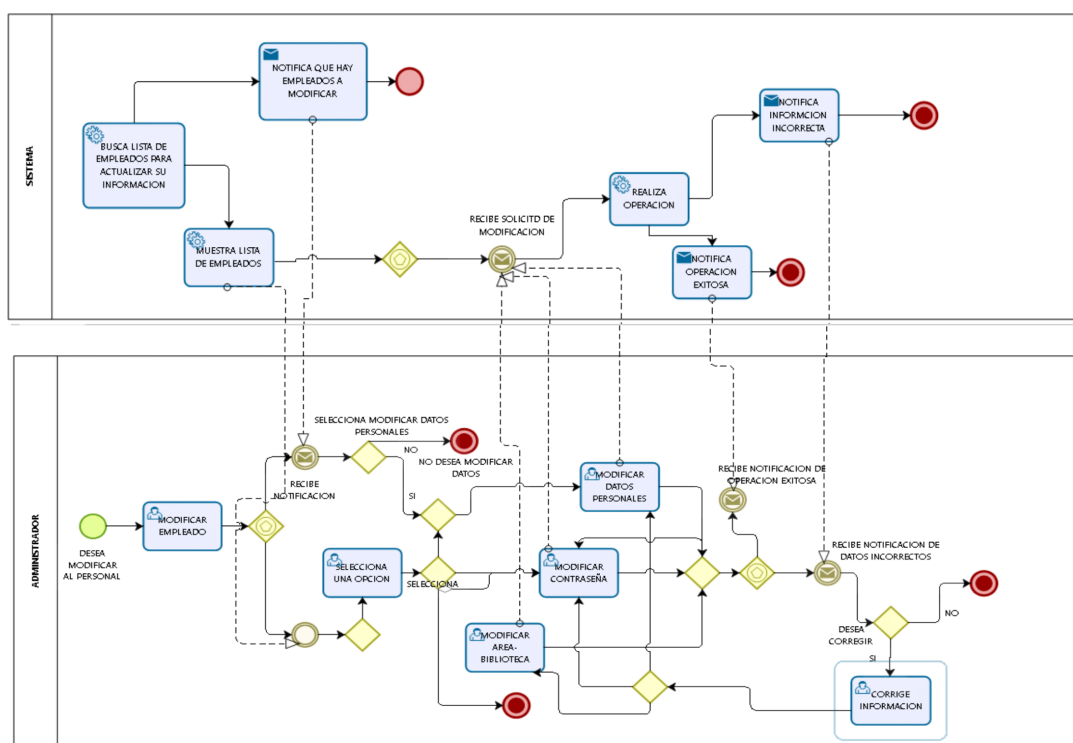 SISTEMA
NOTIFICA QUE HAY
EMPLEADOS A
MODIFICAR
BUSCA LISTA DE
EMPLEADOS PARA
ACTUALIZAR SU
INFORMACION
MUESTRA LISTA
DE EMPLEADOS
RECIBE SOLICITD DE
MODIFICACION
REALIZA
OPERACION
NOTIFICA
INFORMCION
INCORRECTA
NOTIFICA
OPERACION
EXITOSA
ADMINISTRADOR
DESEA
MODIFICAR
AL PERSONAL
MODIFICAR
EMPLEADO
RECIBE
NOTIFICACION
SELECCIONA MODIFICAR DATOS
PERSONALES
NO
NO DESEA MODIFICAR
DATOS
SI
SELECCIONA
UNA OPCION
SELECCIONA
MODIFICAR
DATOS
PERSONALES
MODIFICAR
CONTRASEÑA
MODIFICAR
AREA-
BIBLIOTECA
RECIBE NOTIFICACION DE
OPERACION EXITOSA
RECIBE NOTIFICACION DE
DATOS INCORRECTOS
DESEA
CORREGIR
NO
SI
CORRIGE
INFORMACION